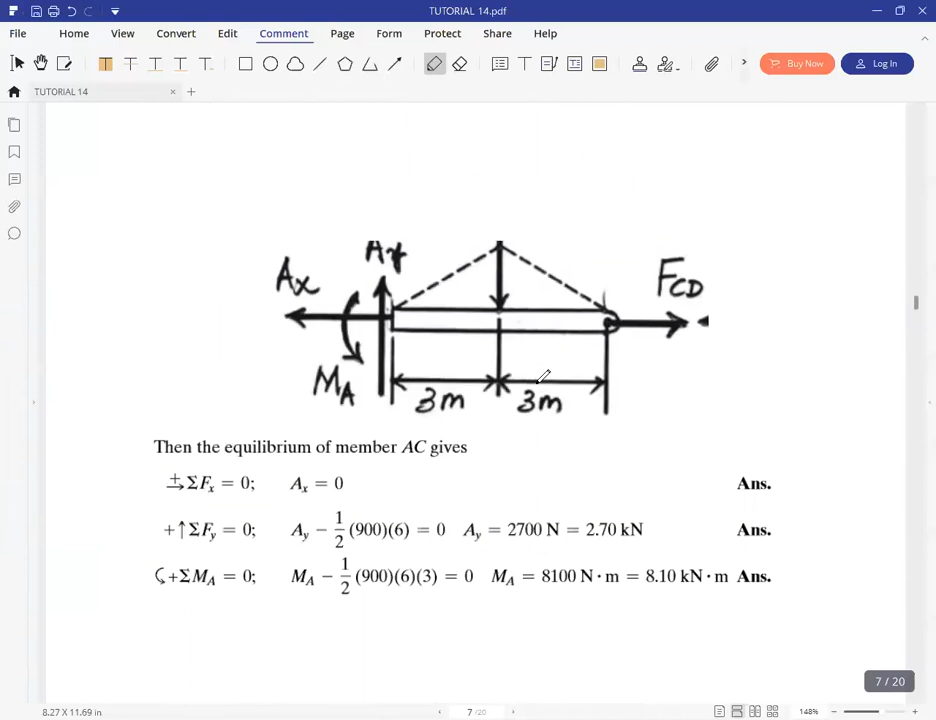 TUTORIAL 14.pdf
File Home View Convert Edit Comment Page Form Protect Share Help
Buy Now Log In
TUTORIAL 14
Ay
Ax
FCD
MA
3m 3m
Then the equilibrium of member AC gives
+→ΣFx = 0; Ax = 0 Ans.
+↑ΣFy = 0; Ay − 1/2(900)(6) = 0 Ay = 2700 N = 2.70 kN Ans.
⤹+ΣMA = 0; MA − 1/2(900)(6)(3) = 0 MA = 8100 N · m = 8.10 kN · m Ans.
7 / 20
8.27 X 11.69 in
7 /20
148%